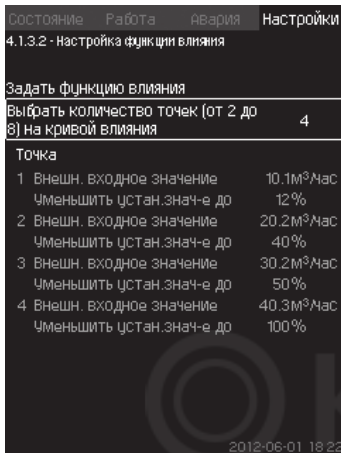 Состояние Работа Авария Настройки
4.1.3.2 - Настройка функции влияния
Задать функцию влияния
Выбрать количество точек (от 2 до
8) на кривой влияния 4
Точка
1 Внешн. входное значение 10.1м³/час
Уменьшить устан.знач-е до 12%
2 Внешн. входное значение 20.2м³/час
Уменьшить устан.знач-е до 40%
3 Внешн. входное значение 30.2м³/час
Уменьшить устан.знач-е до 50%
4 Внешн. входное значение 40.3м³/час
Уменьшить устан.знач-е до 100%
2012-06-01 18:22